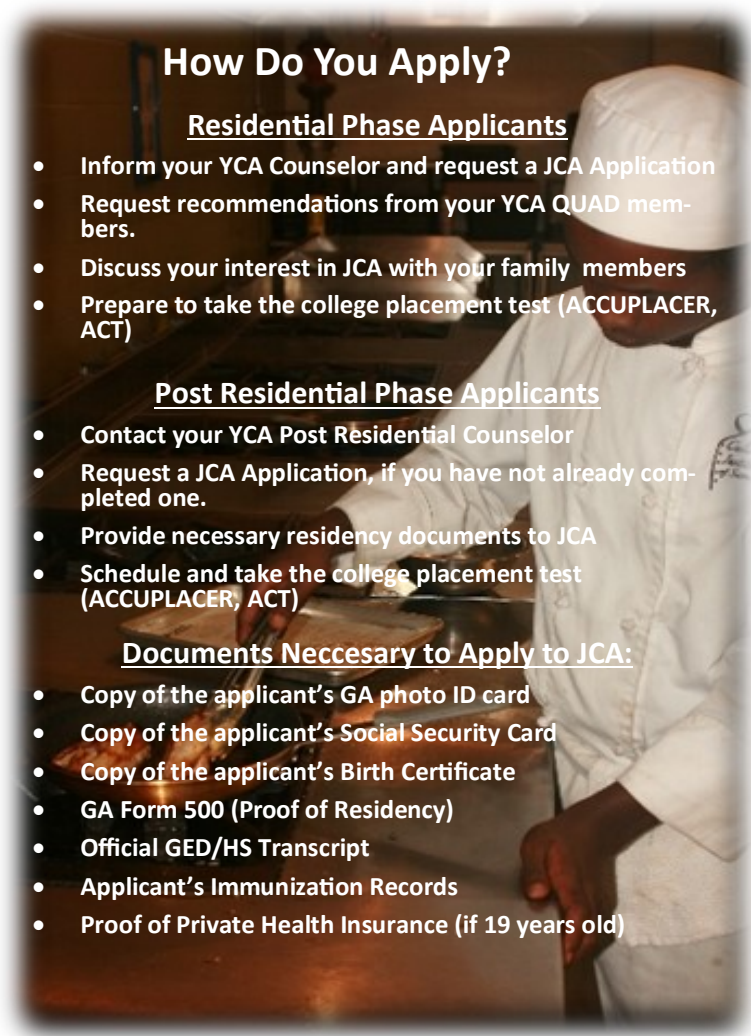 How Do You Apply?
Residential Phase Applicants
• Inform your YCA Counselor and request a JCA Application
• Request recommendations from your YCA QUAD mem-
bers.
• Discuss your interest in JCA with your family members
• Prepare to take the college placement test (ACCUPLACER,
ACT)
Post Residential Phase Applicants
• Contact your YCA Post Residential Counselor
• Request a JCA Application, if you have not already com-
pleted one.
• Provide necessary residency documents to JCA
• Schedule and take the college placement test
(ACCUPLACER, ACT)
Documents Neccesary to Apply to JCA:
• Copy of the applicant’s GA photo ID card
• Copy of the applicant’s Social Security Card
• Copy of the applicant’s Birth Certificate
• GA Form 500 (Proof of Residency)
• Official GED/HS Transcript
• Applicant’s Immunization Records
• Proof of Private Health Insurance (if 19 years old)